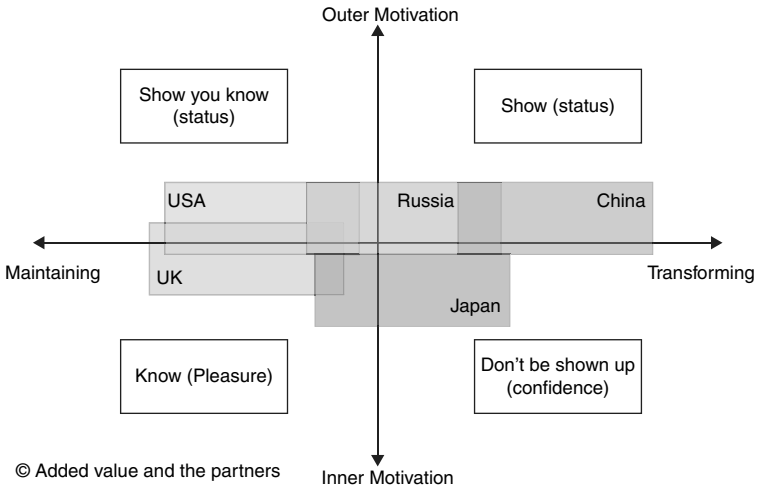 Outer Motivation
Show you know
(status)
Show (status)
USA
Russia
China
Maintaining
Transforming
UK
Japan
Know (Pleasure)
Don’t be shown up
(confidence)
© Added value and the partners
Inner Motivation